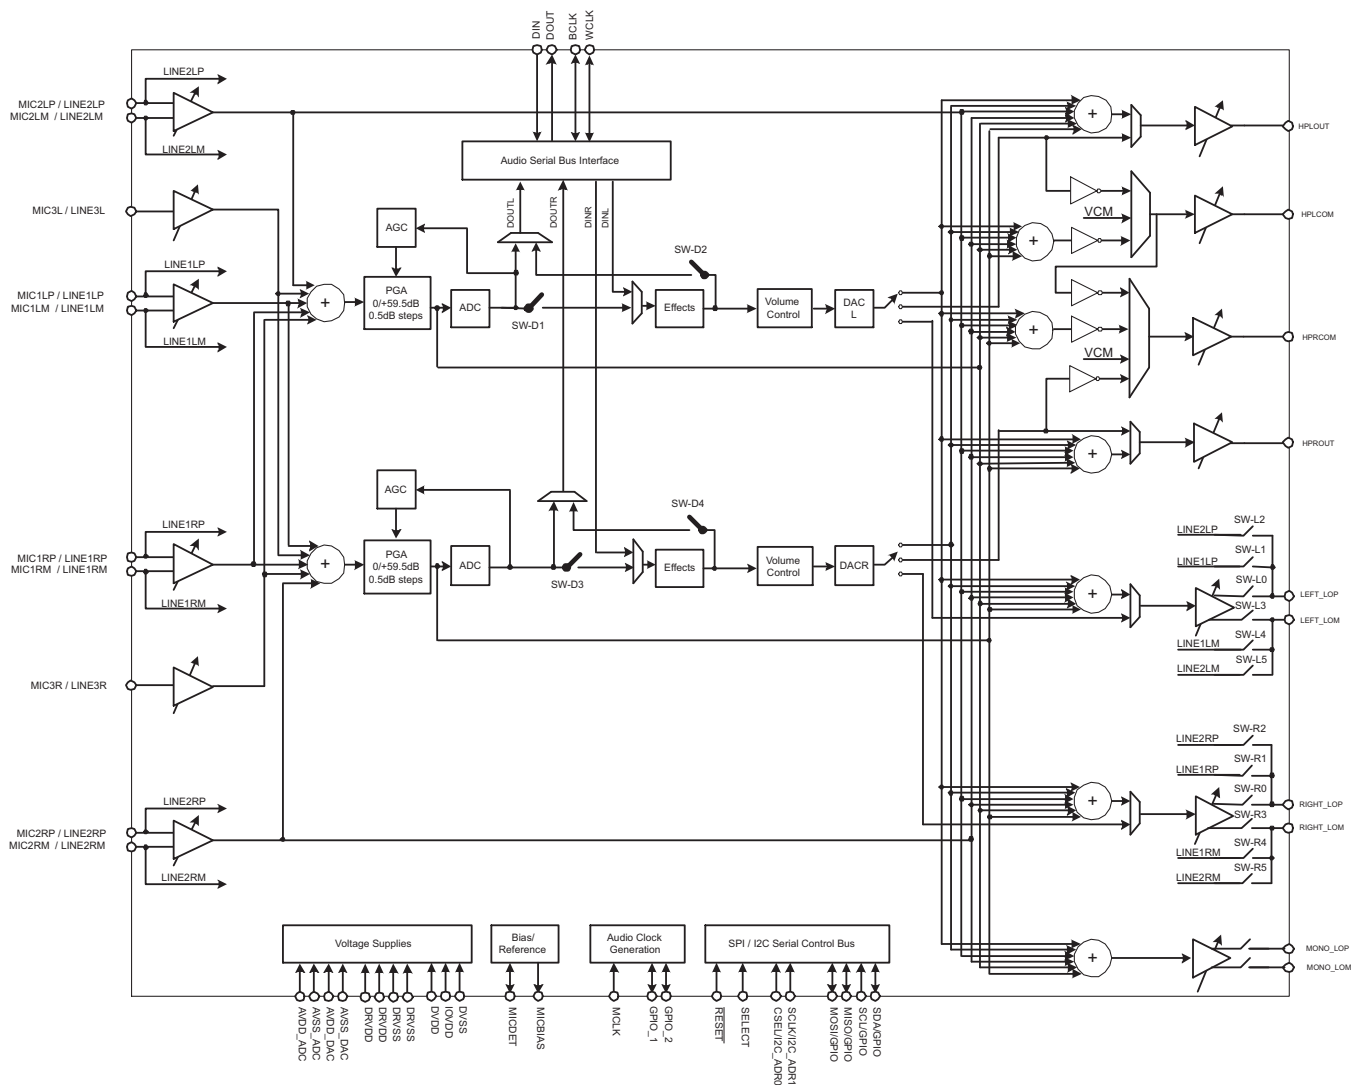 DIN
DOUT
BCLK
WCLK
LINE2LP
MIC2LP / LINE2LP
MIC2LM / LINE2LM
LINE2LM
MIC3L / LINE3L
LINE1LP
MIC1LP / LINE1LP
MIC1LM / LINE1LM
LINE1LM
+
AGC
PGA
0/+59.5dB
0.5dB steps
ADC
Audio Serial Bus Interface
DOUTL
DOUTR
DINR
DINL
SW-D1
SW-D2
Effects
Volume
Control
DAC
L
+
HPLOUT
VCM
+
HPLCOM
+
VCM
HPRCOM
+
HPROUT
LINE1RP
MIC1RP / LINE1RP
MIC1RM / LINE1RM
LINE1RM
+
AGC
PGA
0/+59.5dB
0.5dB steps
ADC
SW-D3
SW-D4
Effects
Volume
Control
DACR
+
LINE2LP
SW-L2
LINE1LP
SW-L1
SW-L0
LEFT_LOP
SW-L3
LEFT_LOM
LINE1LM
SW-L4
LINE2LM
SW-L5
MIC3R / LINE3R
LINE2RP
MIC2RP / LINE2RP
MIC2RM / LINE2RM
LINE2RM
+
LINE2RP
SW-R2
LINE1RP
SW-R1
SW-R0
RIGHT_LOP
SW-R3
RIGHT_LOM
LINE1RM
SW-R4
LINE2RM
SW-R5
+
MONO_LOP
MONO_LOM
Voltage Supplies
Bias/
Reference
Audio Clock
Generation
SPI / I2C Serial Control Bus
AVDD_ADC
AVSS_ADC
AVDD_DAC
AVSS_DAC
DRVDD
DRVDD
DRVSS
DRVSS
DVDD
IOVDD
DVSS
MICDET
MICBIAS
MCLK
GPIO_1
GPIO_2
RESET
SELECT
CSEL/I2C_ADR0
SCLK/I2C_ADR1
MOSI/GPIO
MISO/GPIO
SCL/GPIO
SDA/GPIO